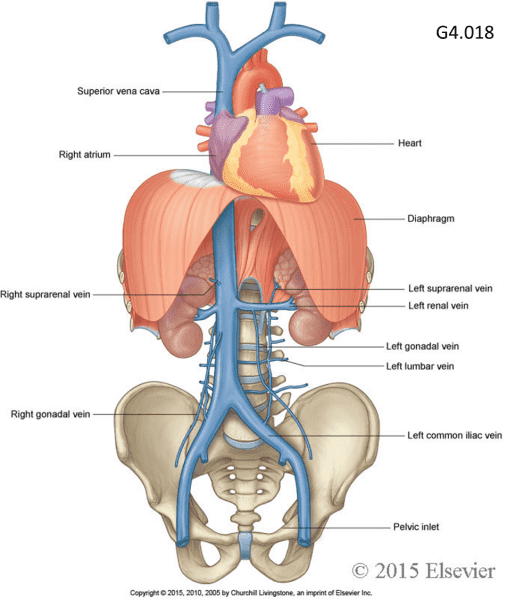 G4.018
Superior vena cava
Heart
Right atrium
Diaphragm
Left suprarenal vein
Right suprarenal vein
Left renal vein
Left gonadal vein
Left lumbar vein
Right gonadal vein
Left common iliac vein
Pelvic inlet
© 2015 Elsevier
Copyright © 2015, 2010, 2005 by Churchill Livingstone, an imprint of Elsevier Inc.